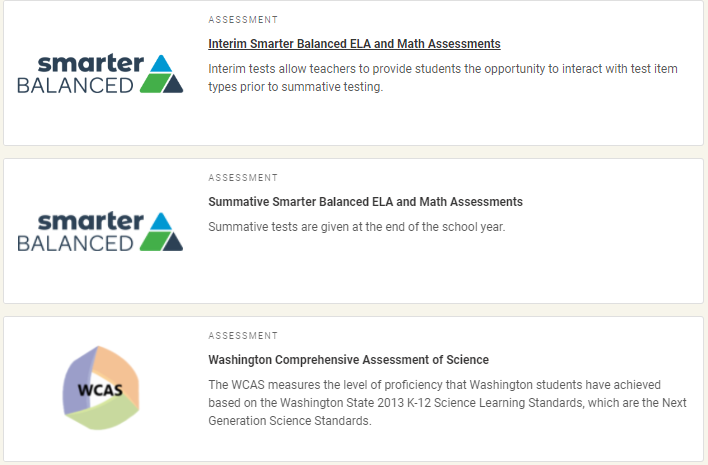 ASSESSMENT
smarter
BALANCED
Interim Smarter Balanced ELA and Math Assessments
Interim tests allow teachers to provide students the opportunity to interact with test item
types prior to summative testing.
ASSESSMENT
smarter
BALANCED
Summative Smarter Balanced ELA and Math Assessments
Summative tests are given at the end of the school year.
ASSESSMENT
WCAS
Washington Comprehensive Assessment of Science
The WCAS measures the level of proficiency that Washington students have achieved
based on the Washington State 2013 K-12 Science Learning Standards, which are the Next
Generation Science Standards.